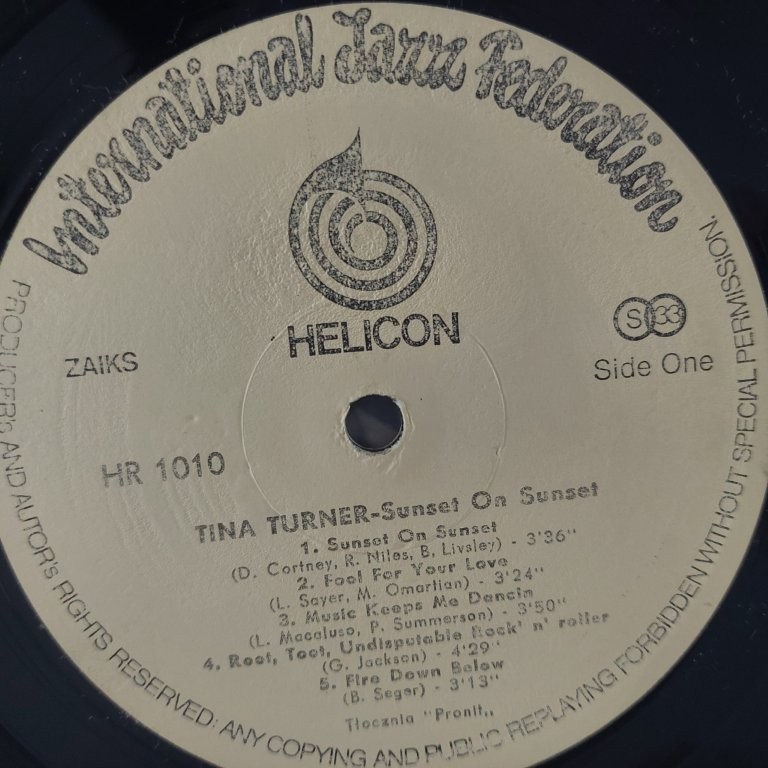 International Jazz Federation
HELICON
ZAIKS
S 33
Side One
HR 1010
TINA TURNER-Sunset On Sunset
1. Sunset On Sunset
(D. Cortney, R. Niles, B. Livsley) - 3'36"
2. Fool For Your Love
(L. Sayer, M. Omartian) - 3'24"
3. Music Keeps Me Dancin
(L. Macaluso, P. Summerson) - 3'50"
4. Root, Toot, Undisputable Rock' n' roller
(G. Jackson) - 4'29"
5. Fire Down Below
(B. Seger) - 3'13"
Tłocznia "Pronit„
PRODUCER'S AND AUTOR'S RIGHTS RESERVED: ANY COPYING AND PUBLIC REPLAYING FORBIDDEN WITHOUT SPECIAL PERMISSION.